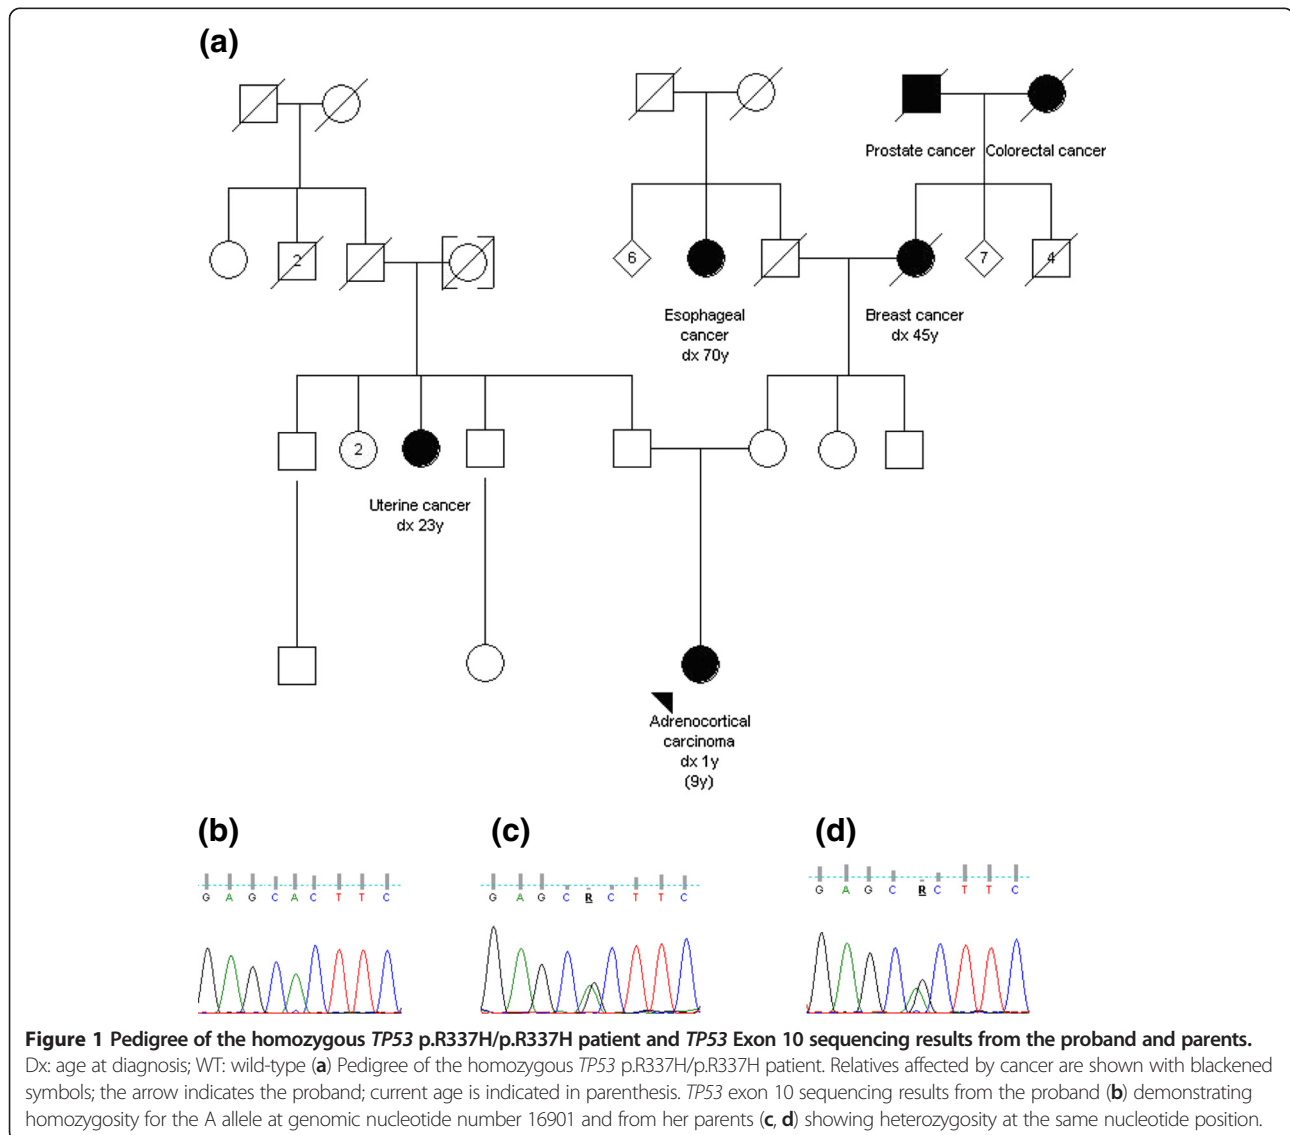 (a)
Prostate cancer
Colorectal cancer
2
6
7
4
Esophageal
cancer
dx 70y
Breast cancer
dx 45y
2
Uterine cancer
dx 23y
Adrenocortical
carcinoma
dx 1y
(9y)
(b)
(c)
(d)
G A G C A C T T C
G A G C R C T T C
G A G C R C T T C
Figure 1 Pedigree of the homozygous TP53 p.R337H/p.R337H patient and TP53 Exon 10 sequencing results from the proband and parents.
Dx: age at diagnosis; WT: wild-type (a) Pedigree of the homozygous TP53 p.R337H/p.R337H patient. Relatives affected by cancer are shown with blackened
symbols; the arrow indicates the proband; current age is indicated in parenthesis. TP53 exon 10 sequencing results from the proband (b) demonstrating
homozygosity for the A allele at genomic nucleotide number 16901 and from her parents (c, d) showing heterozygosity at the same nucleotide position.